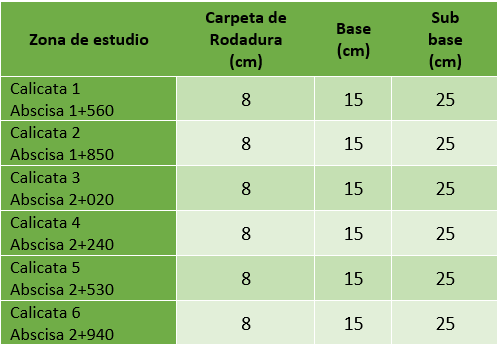 Zona de estudio
Carpeta de
Rodadura
(cm)
Base
(cm)
Sub
base
(cm)
Calicata 1
Abscisa 1+560
8
15
25
Calicata 2
Abscisa 1+850
8
15
25
Calicata 3
Abscisa 2+020
8
15
25
Calicata 4
Abscisa 2+240
8
15
25
Calicata 5
Abscisa 2+530
8
15
25
Calicata 6
Abscisa 2+940
8
15
25